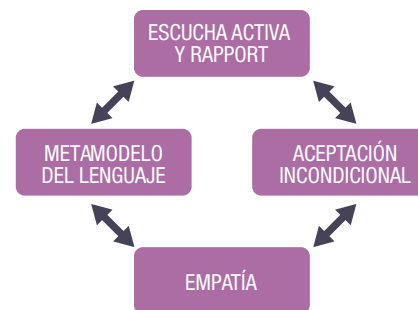 ESCUCHA ACTIVA
Y RAPPORT
METAMODELO
DEL LENGUAJE
ACEPTACIÓN
INCONDICIONAL
EMPATÍA